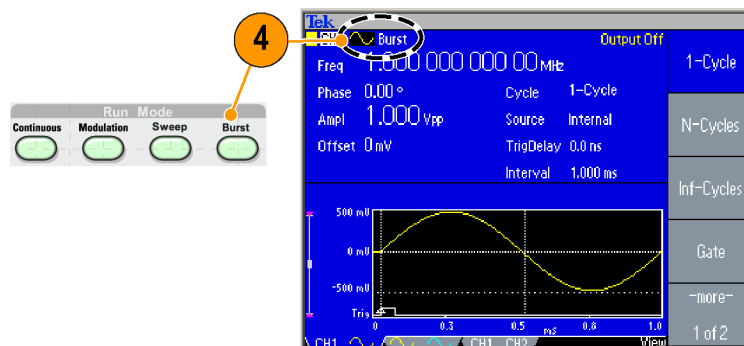 4
Run Mode
Continuous Modulation Sweep Burst
Tek
Burst Output Off
Freq 1.000 000 000 00 MHz
Phase 0.00 ° Cycle 1-Cycle
Ampl 1.000 Vpp Source Internal
Offset 0 mV TrigDelay 0.0 ns
Interval 1.000 ms
1-Cycle
N-Cycles
Inf-Cycles
Gate
-more-
1 of 2
500 mV
0 mV
-500 mV
Trig
0 0.3 0.5 ms 0.8 1.0
CH1 CH1 CH2 View